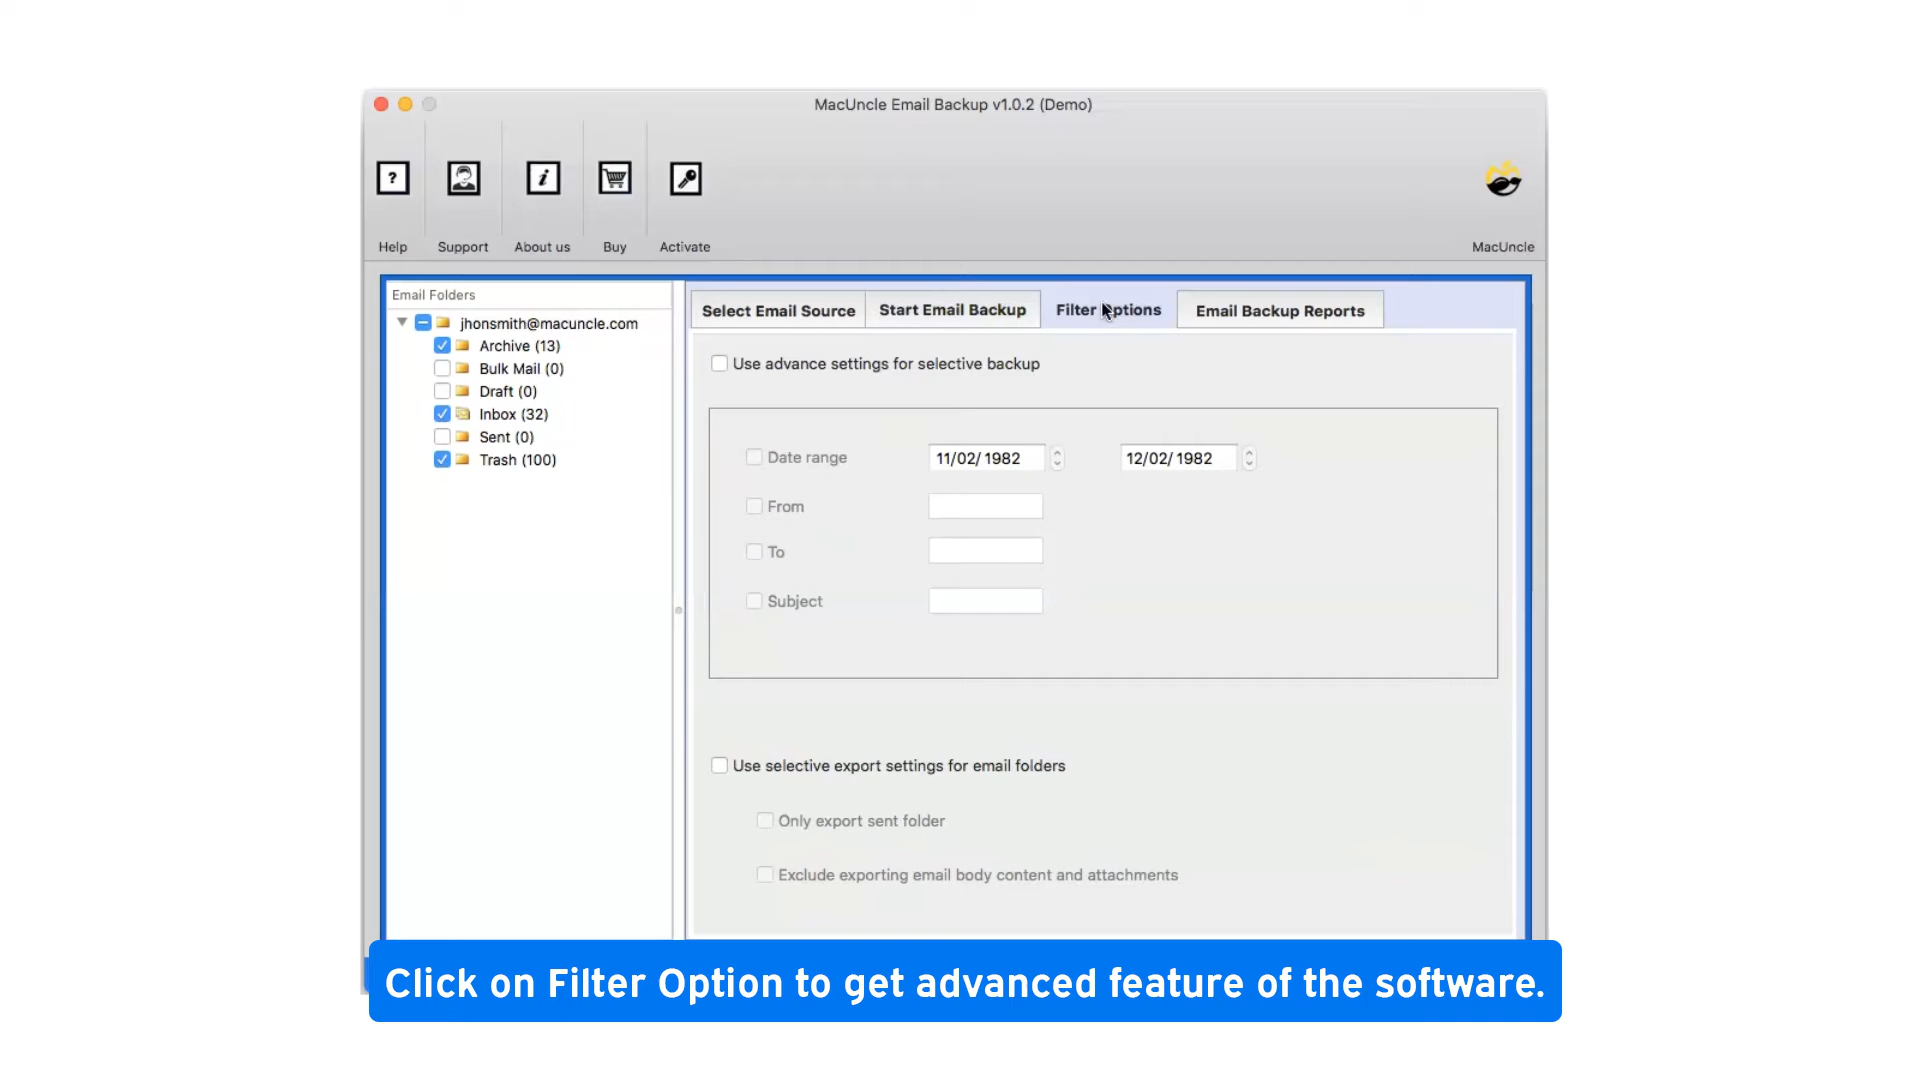 MacUncle Email Backup v1.0.2 (Demo)
?
i
Help
Support
About us
Buy
Activate
MacUncle
Email Folders
jhonsmith@macuncle.com
Archive (13)
Bulk Mail (0)
Draft (0)
Inbox (32)
Sent (0)
Trash (100)
Select Email Source
Start Email Backup
Filter Options
Email Backup Reports
Use advance settings for selective backup
Date range 11/02/ 1982 12/02/ 1982
From
To
Subject
Use selective export settings for email folders
Only export sent folder
Exclude exporting email body content and attachments
Click on Filter Option to get advanced feature of the software.